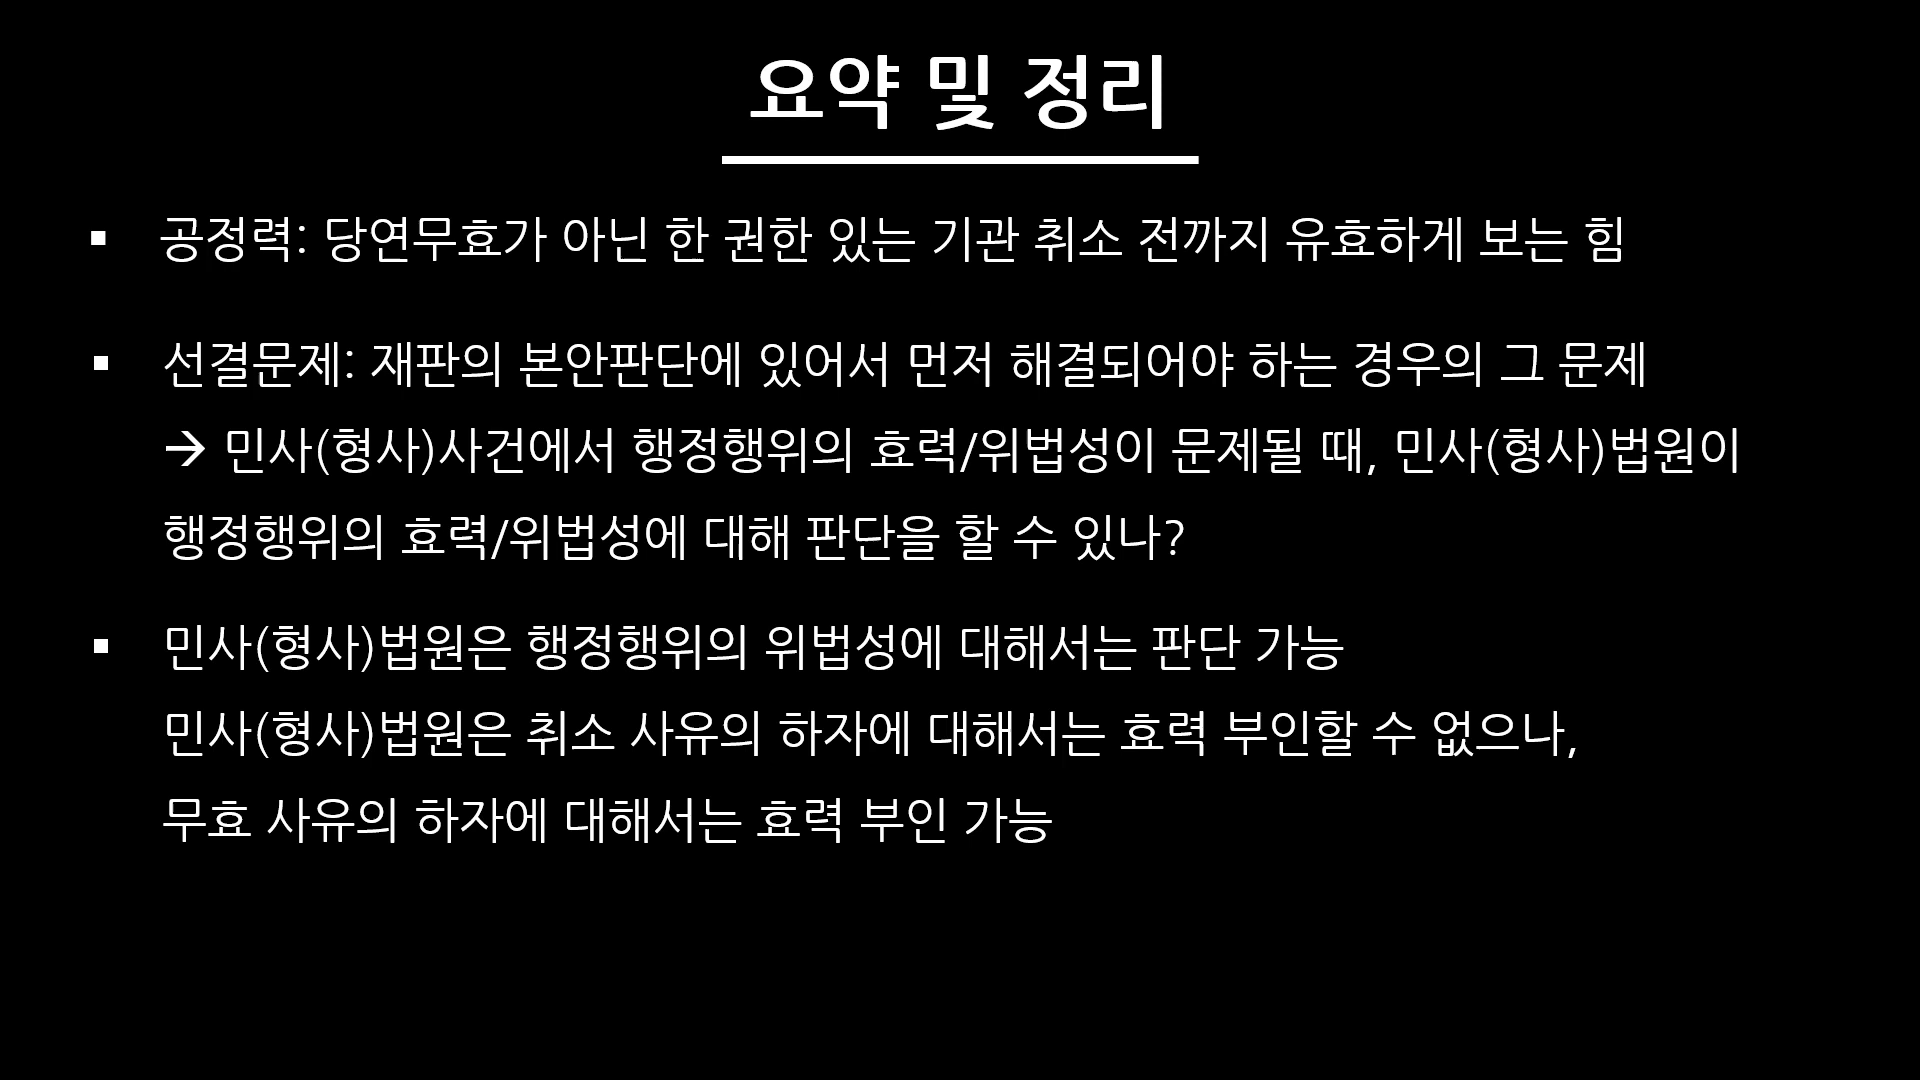 요약 및 정리
▪ 공정력: 당연무효가 아닌 한 권한 있는 기관 취소 전까지 유효하게 보는 힘
▪ 선결문제: 재판의 본안판단에 있어서 먼저 해결되어야 하는 경우의 그 문제
→ 민사(형사)사건에서 행정행위의 효력/위법성이 문제될 때, 민사(형사)법원이
행정행위의 효력/위법성에 대해 판단을 할 수 있나?
▪ 민사(형사)법원은 행정행위의 위법성에 대해서는 판단 가능
민사(형사)법원은 취소 사유의 하자에 대해서는 효력 부인할 수 없으나,
무효 사유의 하자에 대해서는 효력 부인 가능